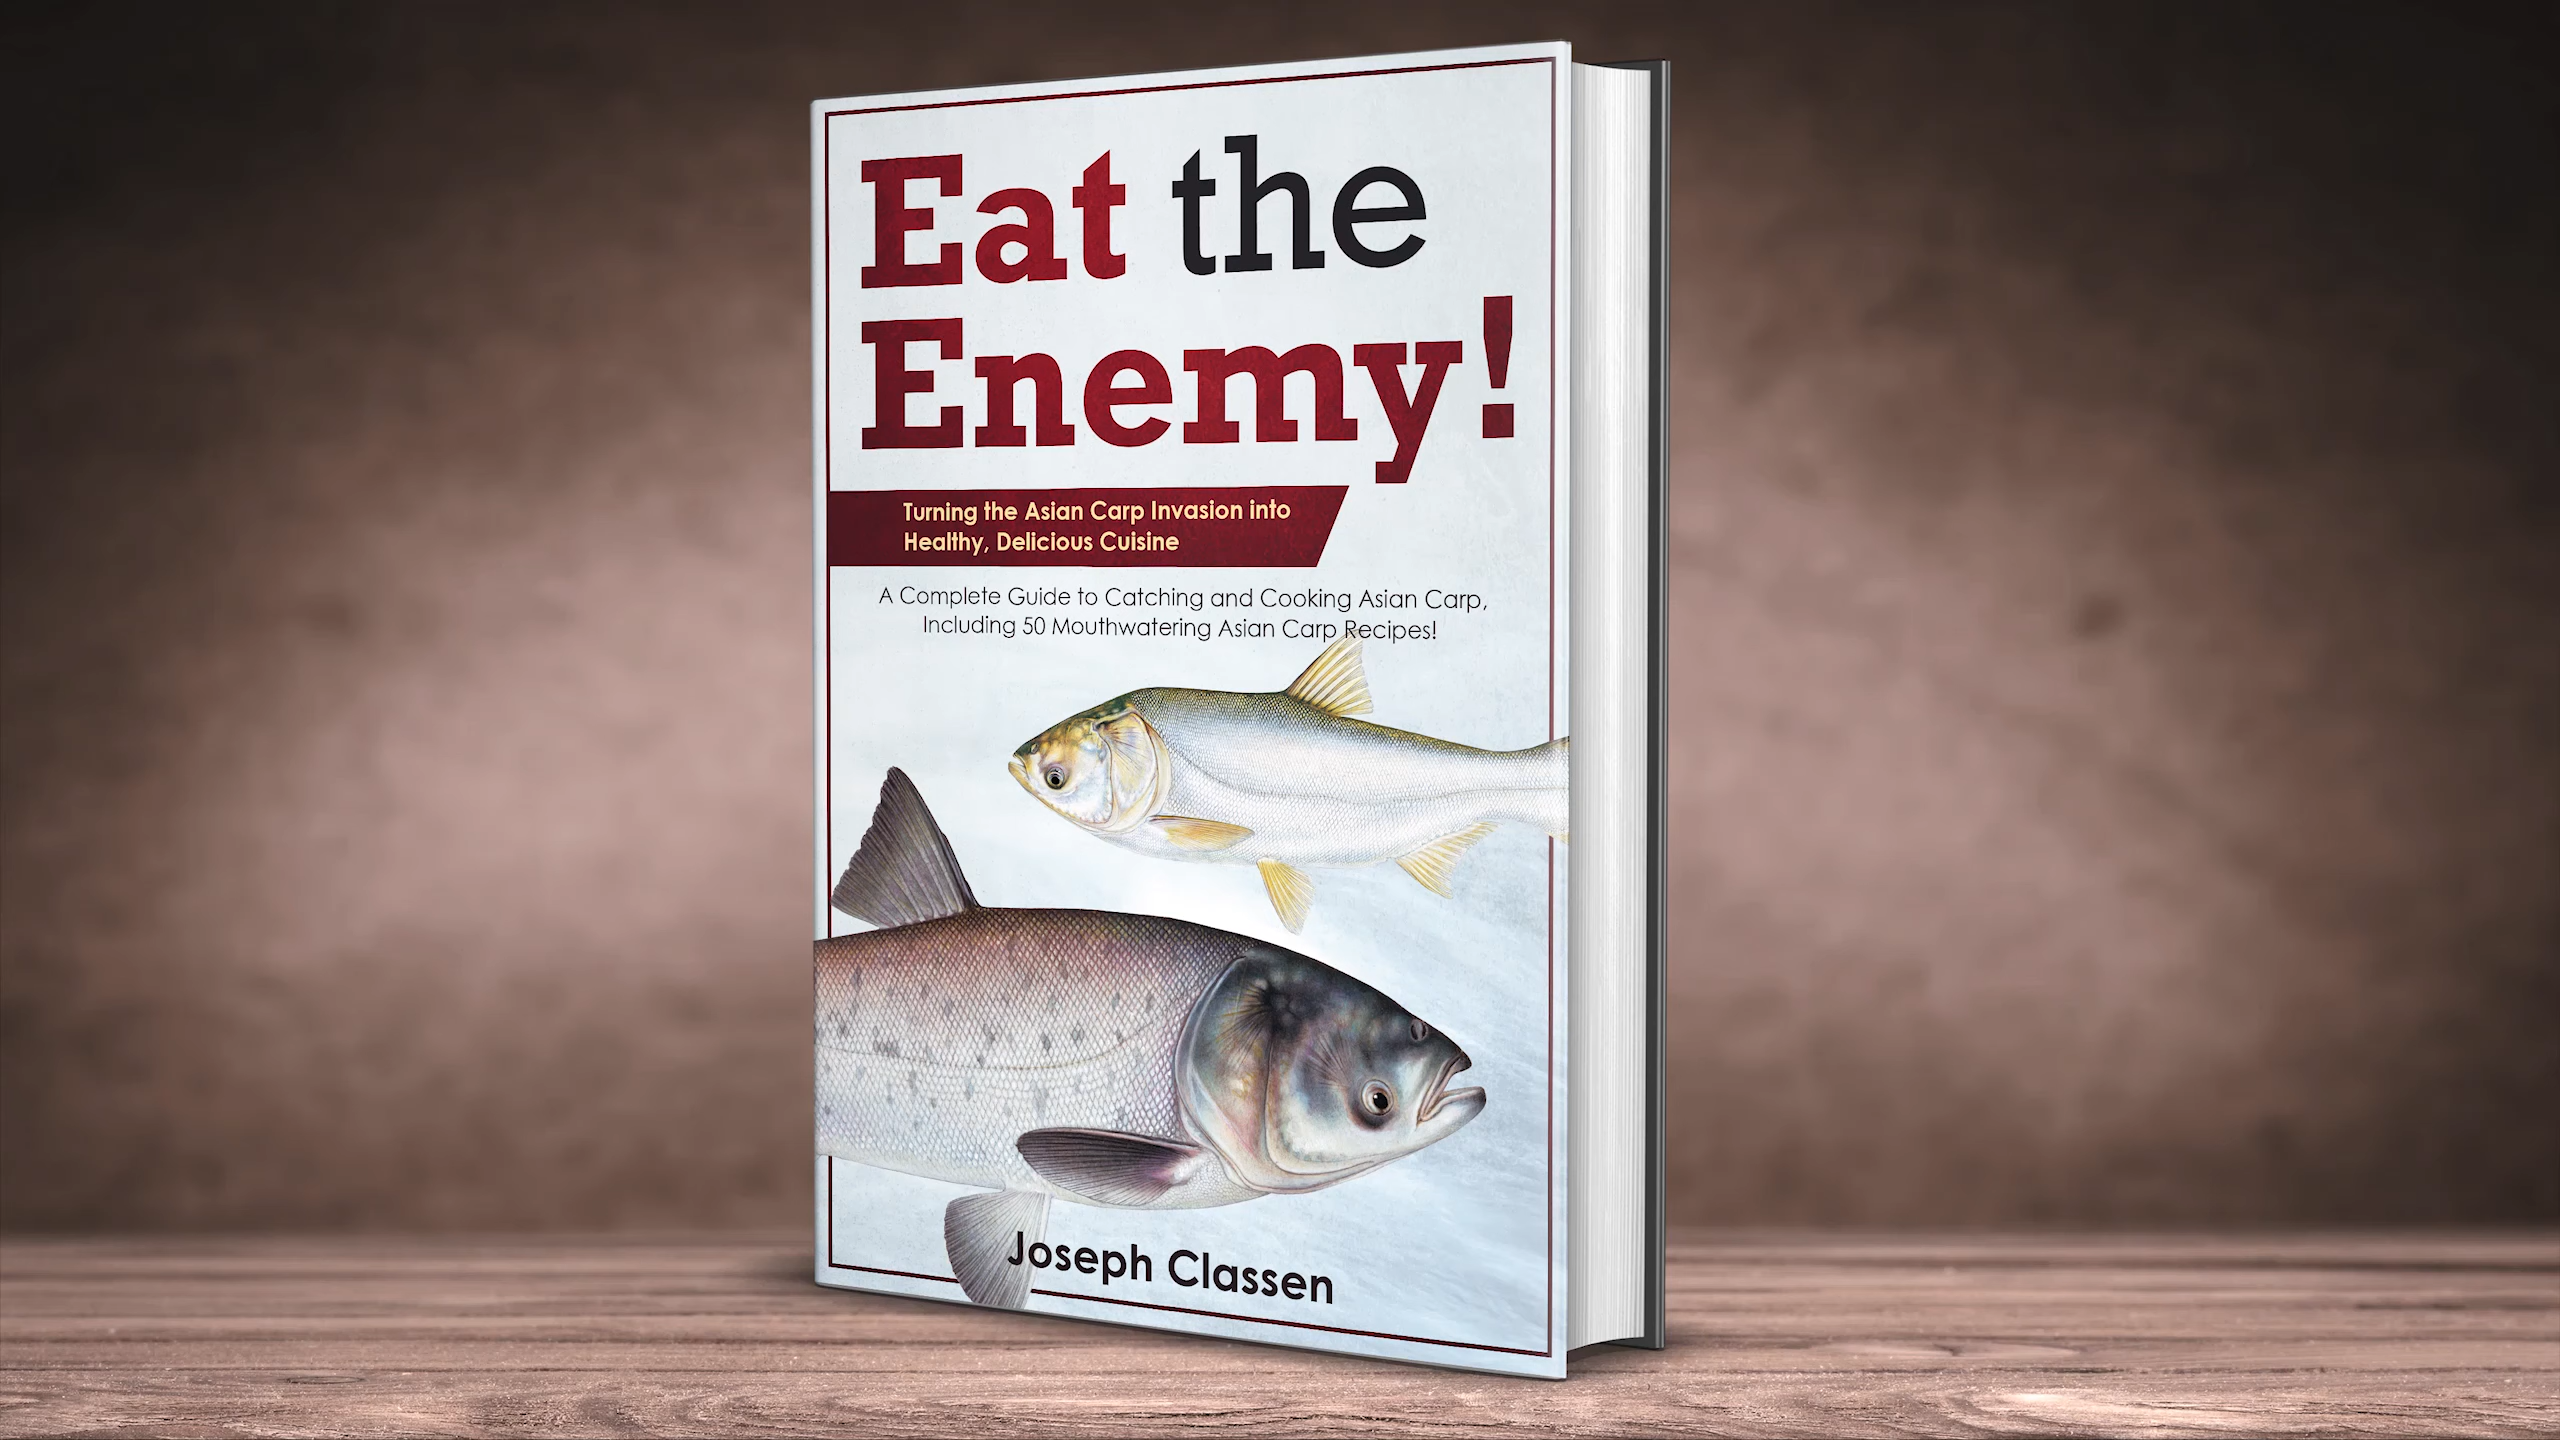 Eat the
Enemy!
Turning the Asian Carp Invasion into
Healthy, Delicious Cuisine
A Complete Guide to Catching and Cooking Asian Carp,
Including 50 Mouthwatering Asian Carp Recipes!
Joseph Classen